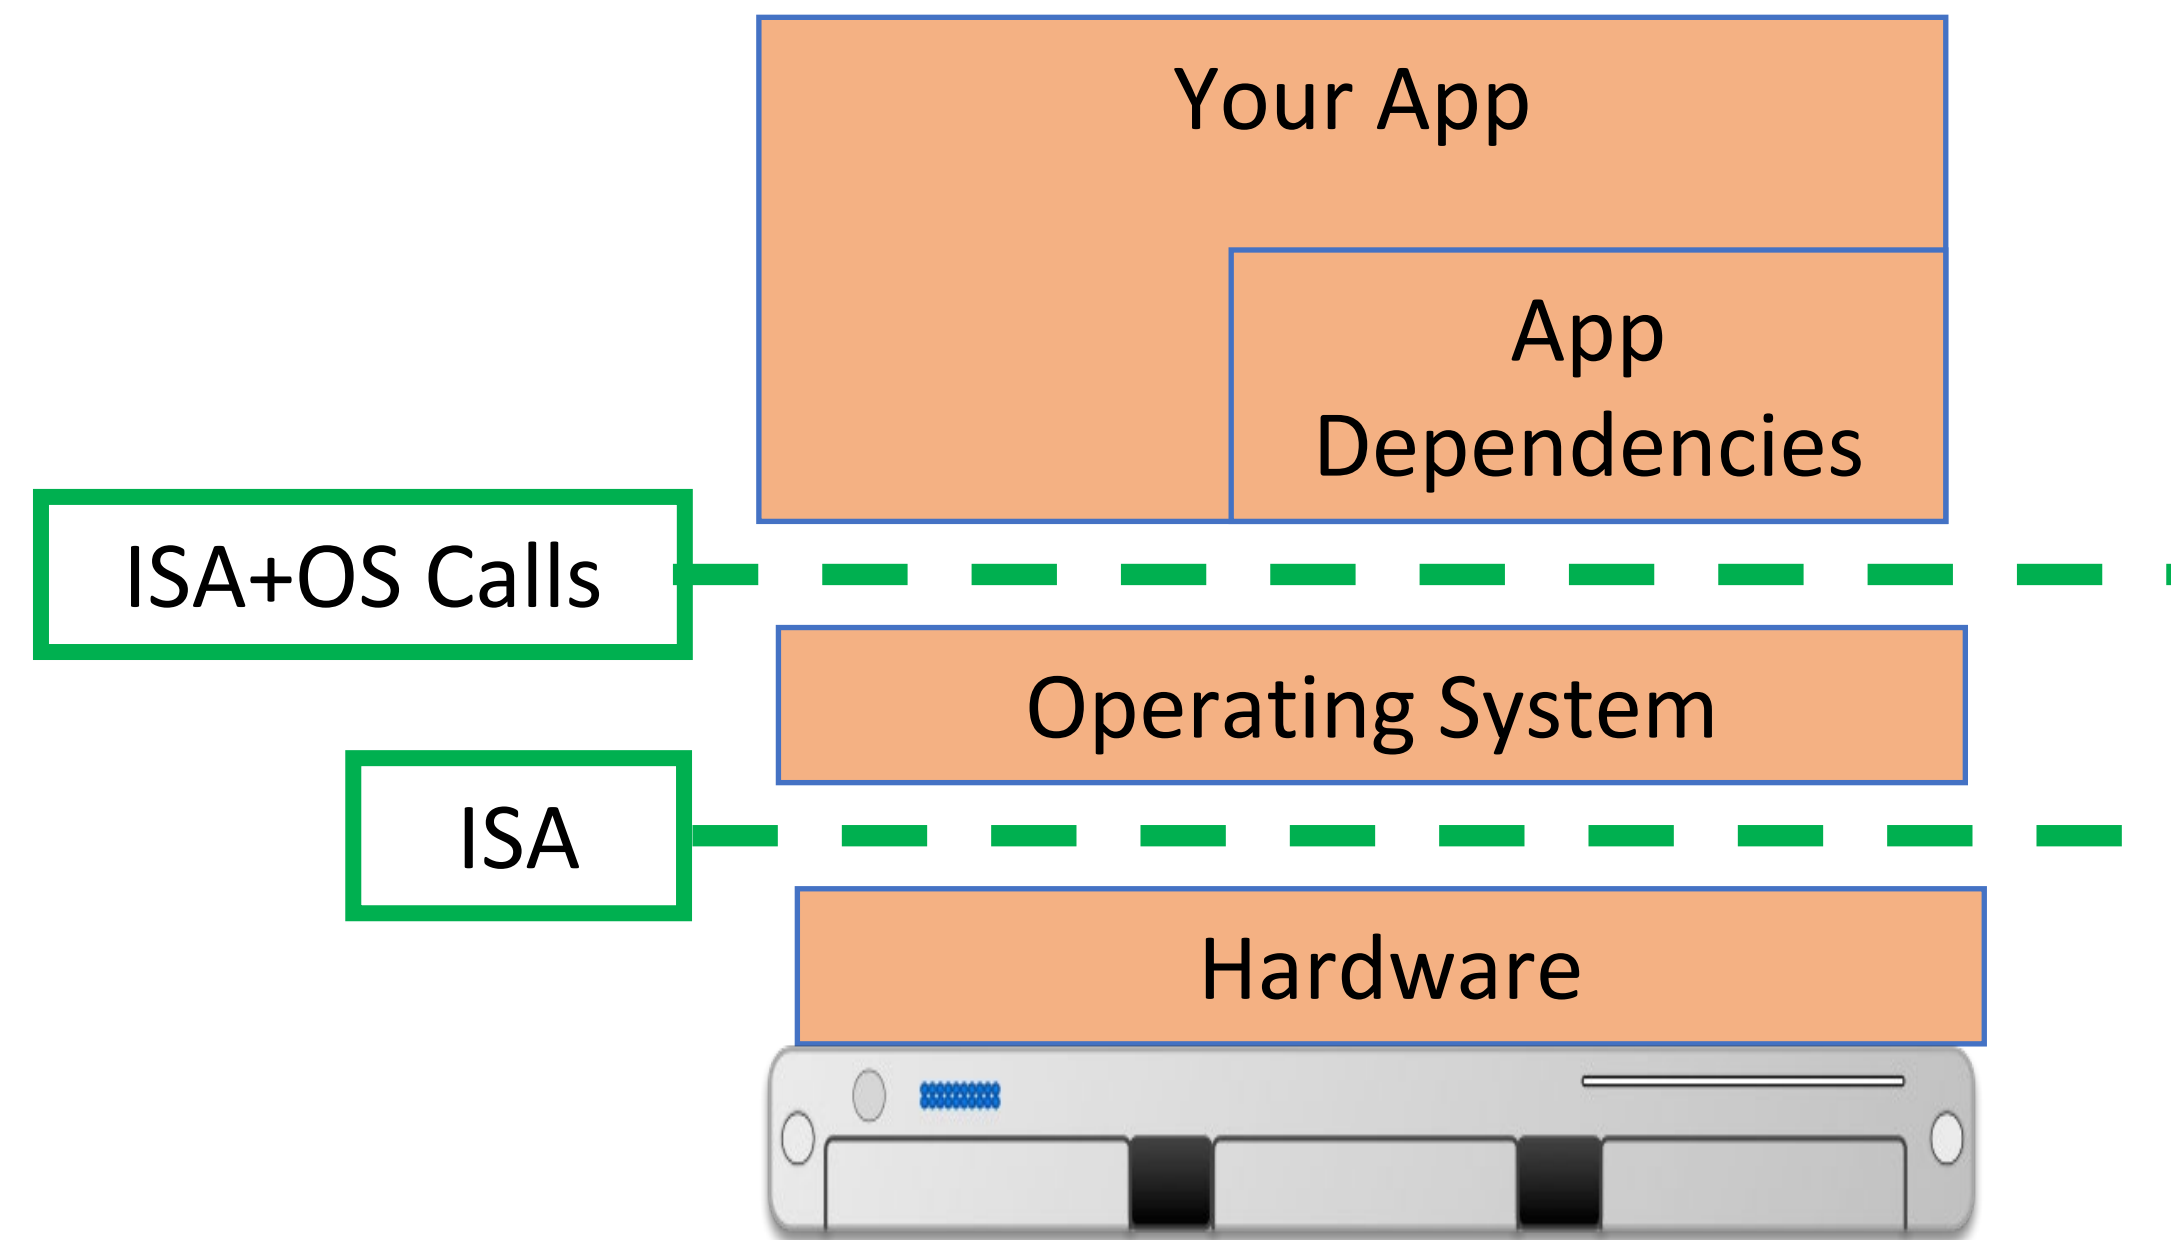 Your App
App
Dependencies
ISA+OS Calls
Operating System
ISA
Hardware